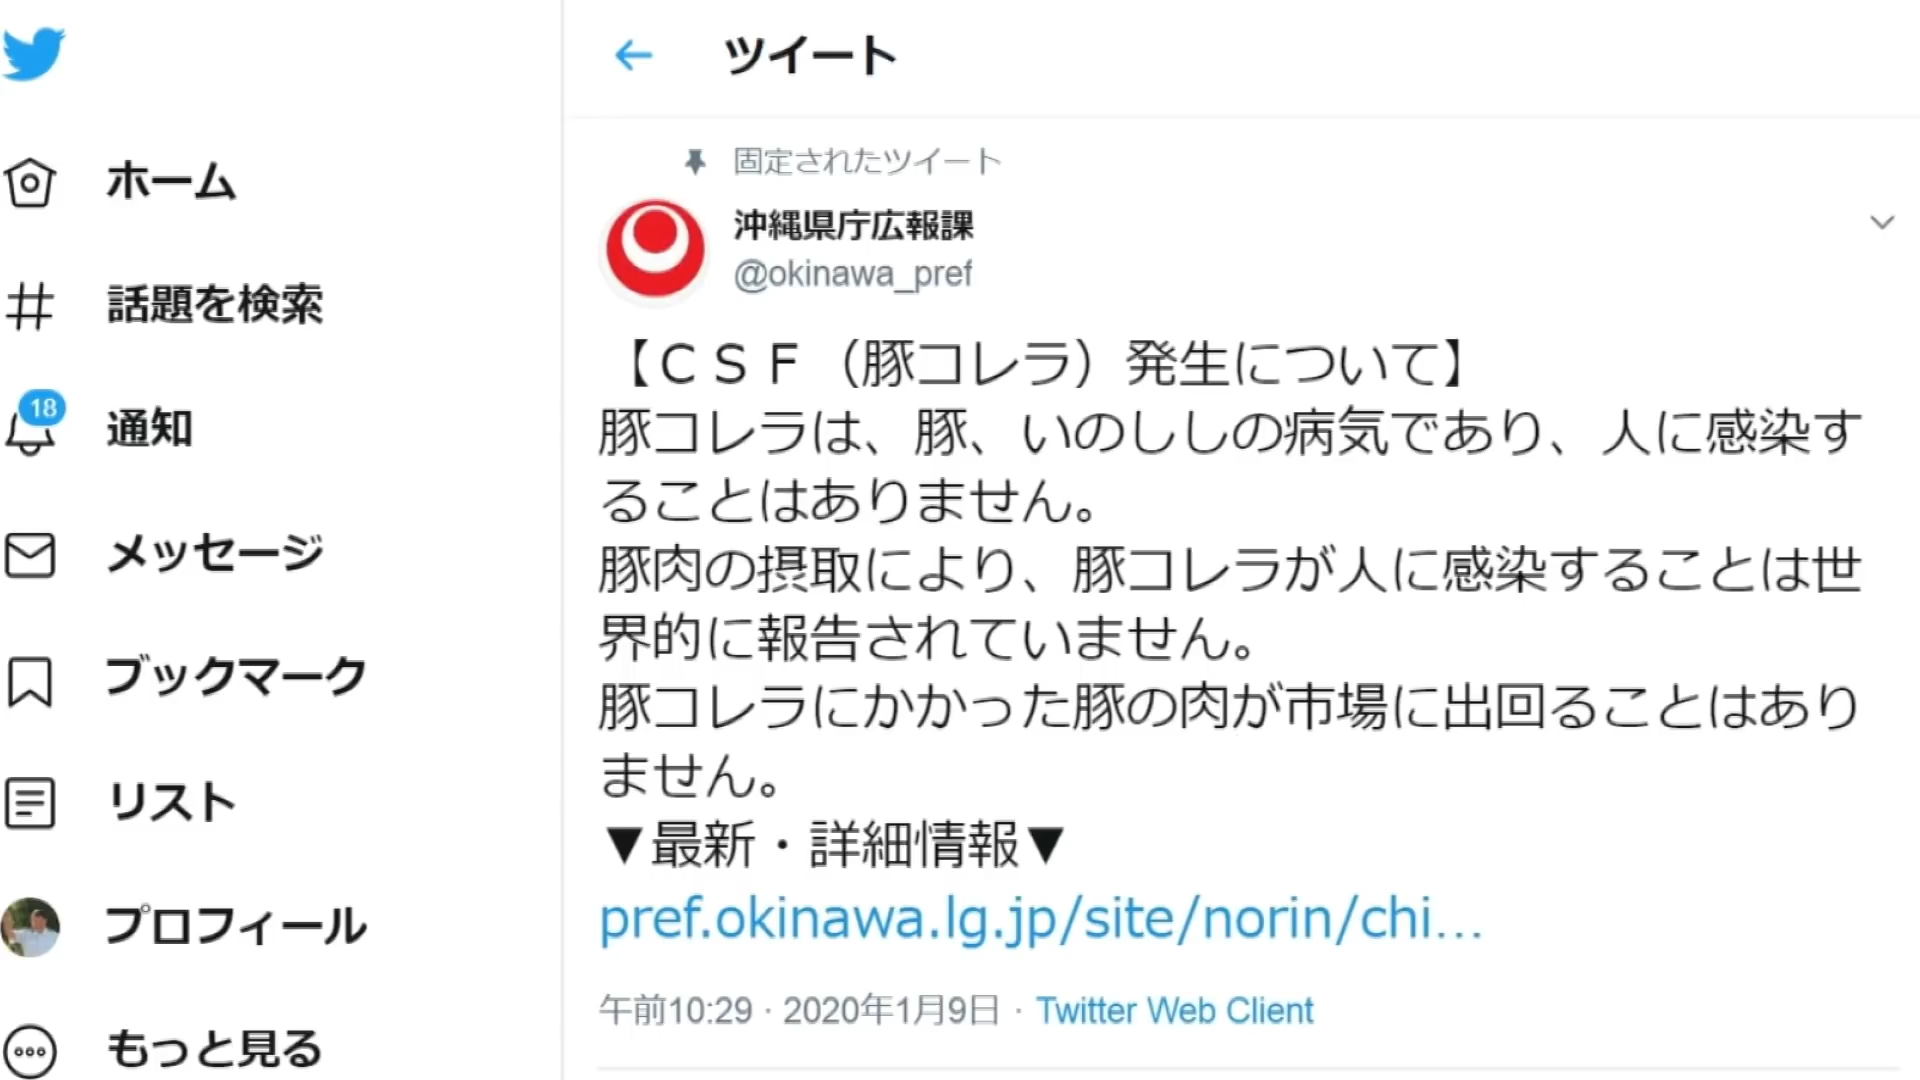 ツイート
固定されたツイート
沖縄県庁広報課
@okinawa_pref
【ＣＳＦ（豚コレラ）発生について】
豚コレラは、豚、いのししの病気であり、人に感染す
ることはありません。
豚肉の摂取により、豚コレラが人に感染することは世
界的に報告されていません。
豚コレラにかかった豚の肉が市場に出回ることはあり
ません。
▼最新・詳細情報▼
pref.okinawa.lg.jp/site/norin/chi…
午前10:29 · 2020年1月9日 · Twitter Web Client
ホーム
話題を検索
18
通知
メッセージ
ブックマーク
リスト
プロフィール
もっと見る